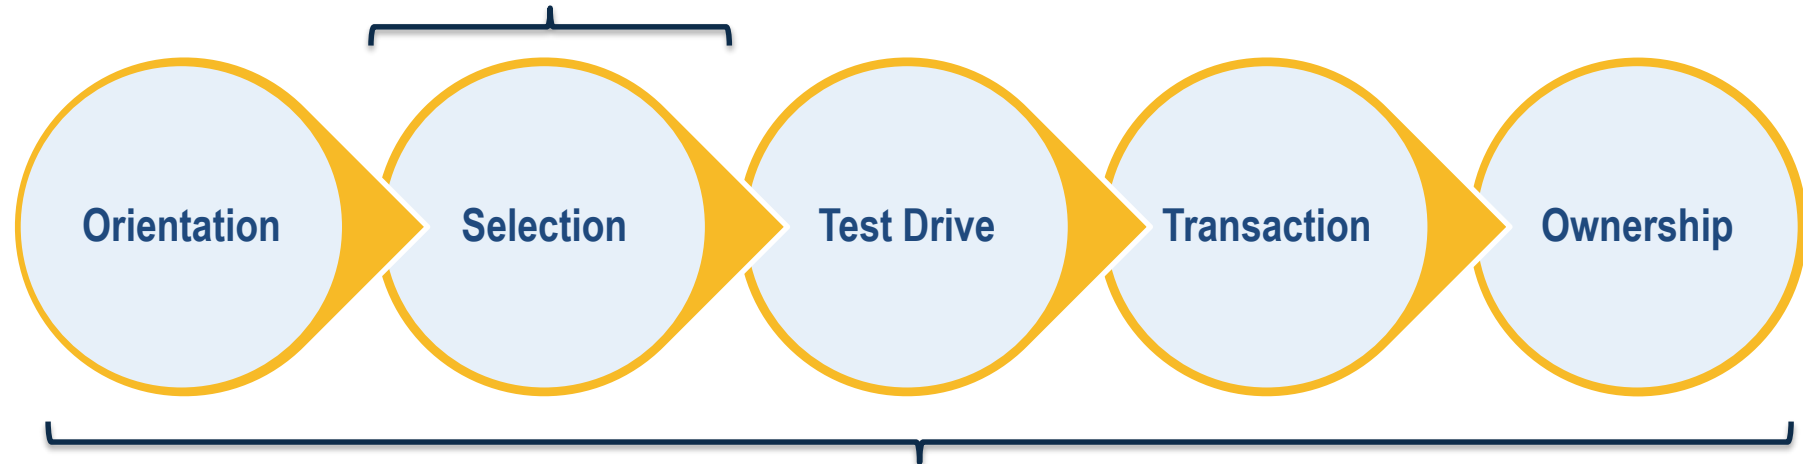 Orientation
Selection
Test Drive
Transaction
Ownership